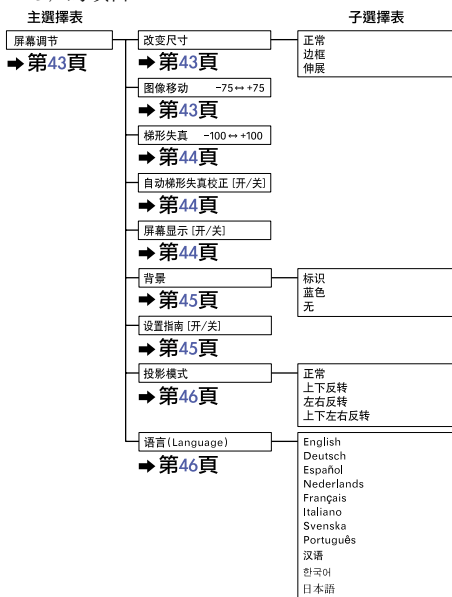 主選擇表
子選擇表
屏幕调节
➡ 第43頁
改变尺寸
➡ 第43頁
正常
边框
伸展
图像移动 −75↔+75
➡ 第43頁
梯形失真 −100↔+100
➡ 第44頁
自动梯形失真校正 [开/关]
➡ 第44頁
屏幕显示 [开/关]
➡ 第44頁
背景
➡ 第45頁
标识
蓝色
无
设置指南 [开/关]
➡ 第45頁
投影模式
➡ 第46頁
正常
上下反转
左右反转
上下左右反转
语言(Language)
➡ 第46頁
English
Deutsch
Español
Nederlands
Français
Italiano
Svenska
Português
汉语
한국어
日本語